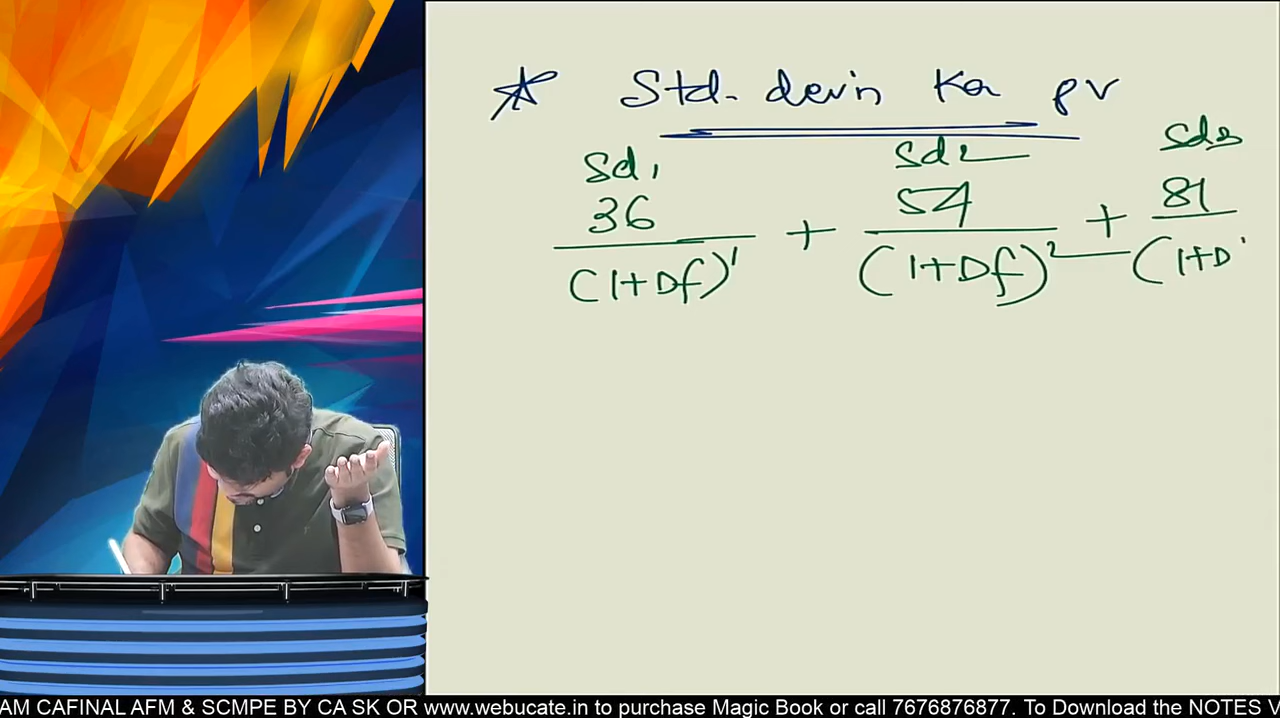 * Std. devin Ka PV
Sd1 Sd2 Sd3
36 + 54 + 81
(1+Df)^1 (1+Df)^2 (1+D
AM CAFINAL AFM & SCMPE BY CA SK OR www.webucate.in to purchase Magic Book or call 7676876877. To Download the NOTES V